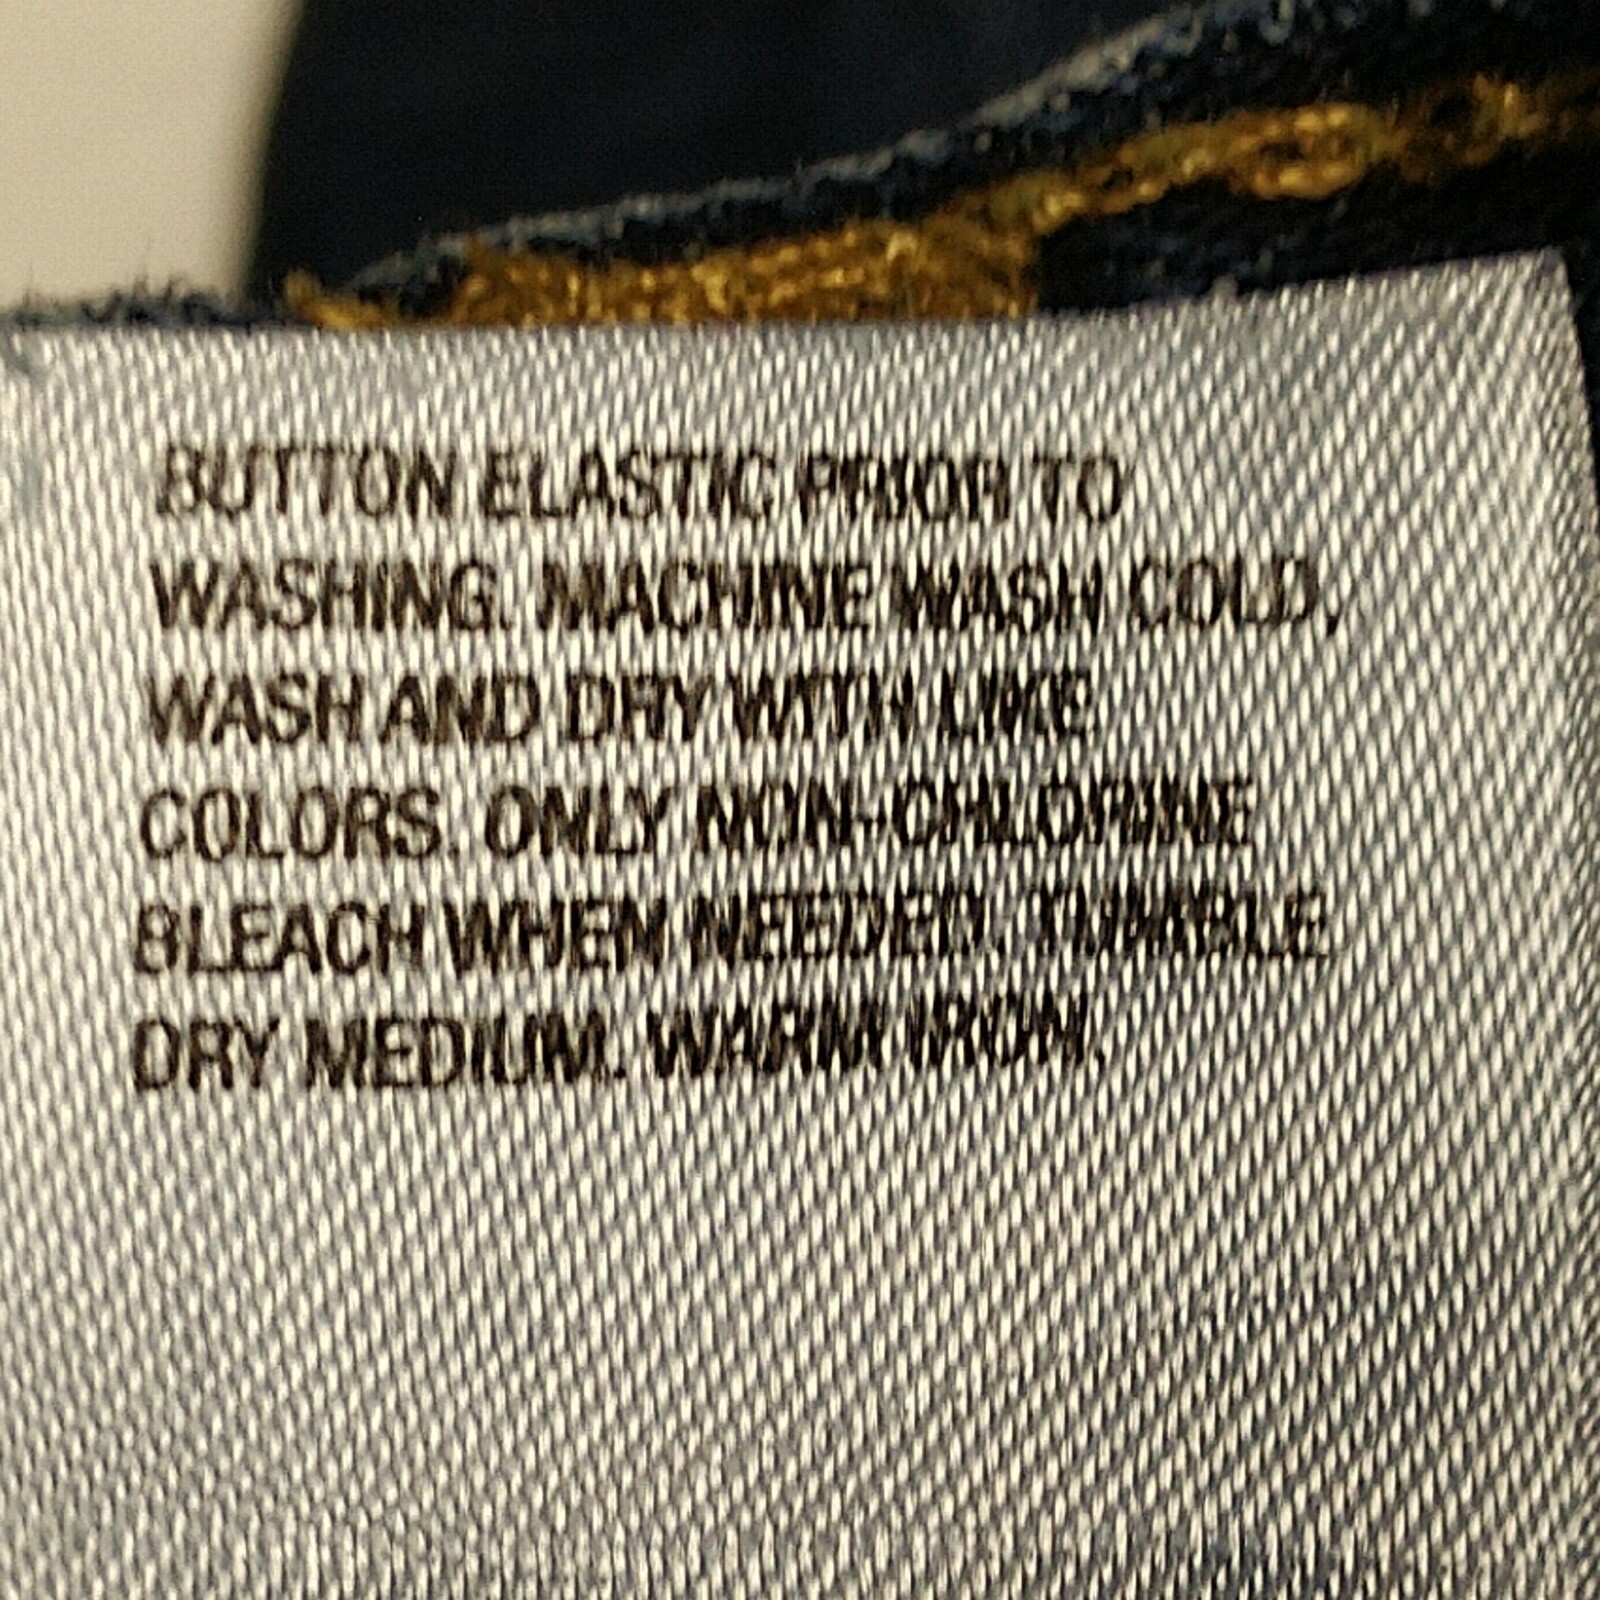 BUTTON ELASTIC PRIOR TO
WASHING. MACHINE WASH COLD,
WASH AND DRY WITH LIKE
COLORS. ONLY NON-CHLORINE
BLEACH WHEN NEEDED. TUMBLE
DRY MEDIUM. WARM IRON.